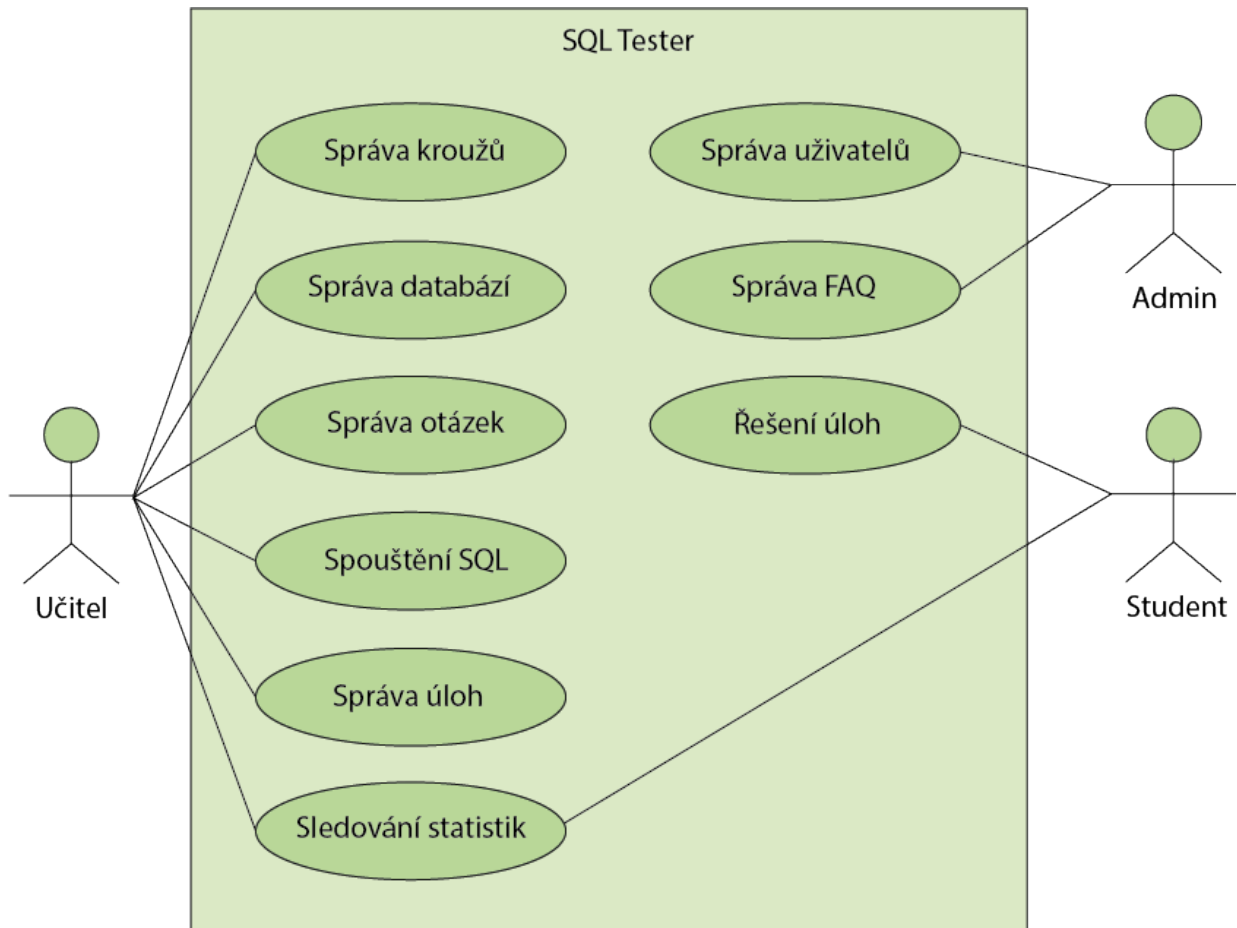 SQL Tester
Správa kroužů
Správa uživatelů
Správa databází
Správa FAQ
Admin
Správa otázek
Řešení úloh
Spouštění SQL
Učitel
Student
Správa úloh
Sledování statistik